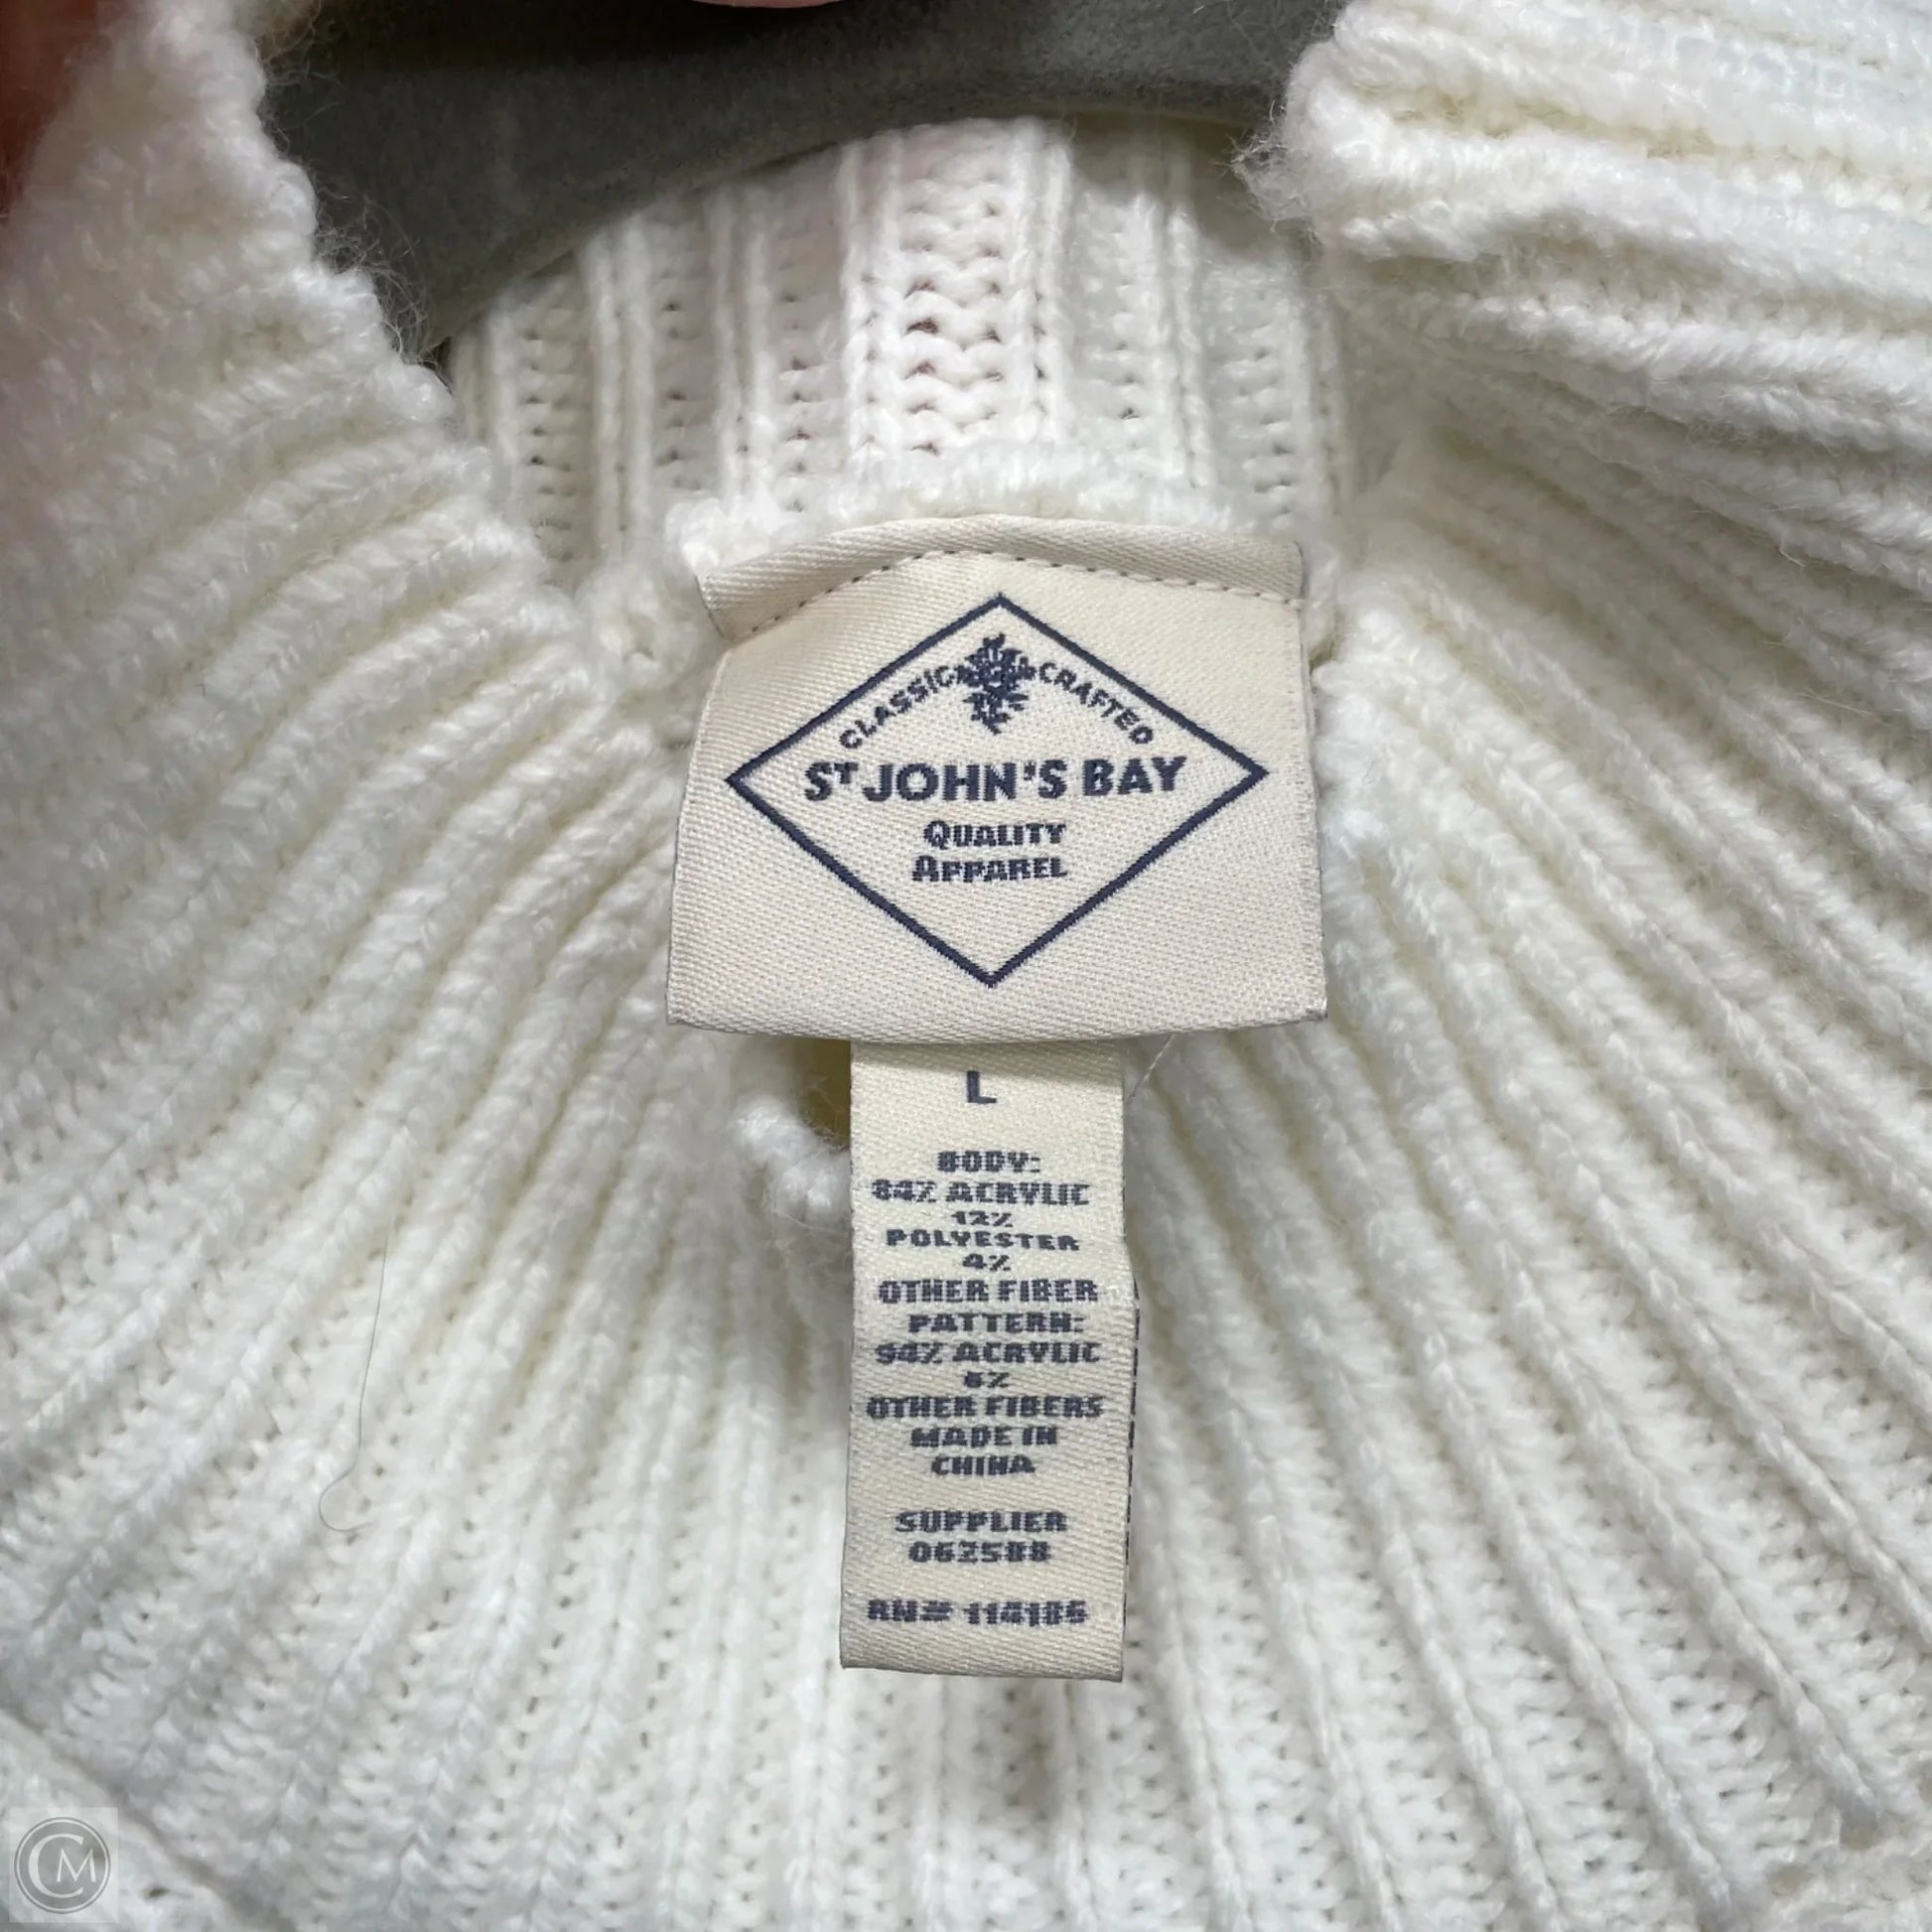 CLASSIC CRAFTED
ST JOHN'S BAY
QUALITY
APPAREL
L
BODY:
84% ACRYLIC
12%
POLYESTER
4%
OTHER FIBER
PATTERN:
94% ACRYLIC
6%
OTHER FIBERS
MADE IN
CHINA
SUPPLIER
062588
RN# 114185
CM